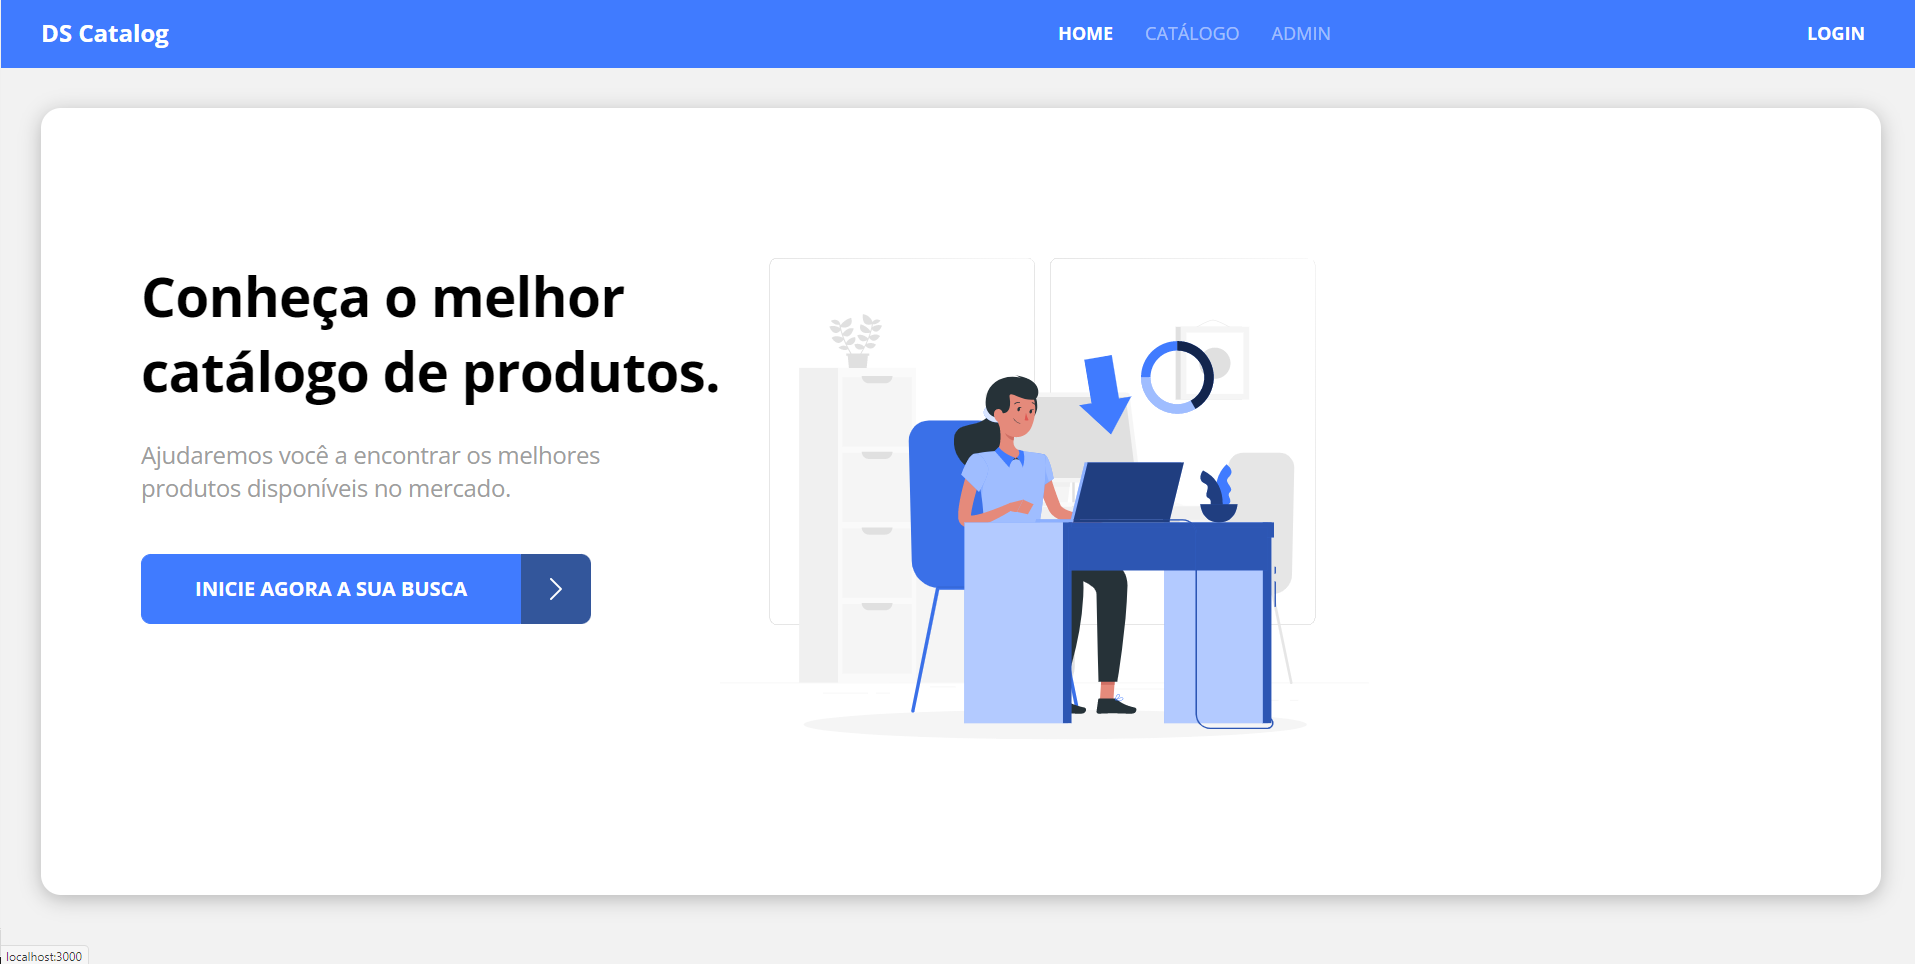 DS Catalog
HOME CATÁLOGO ADMIN
LOGIN
Conheça o melhor
catálogo de produtos.
Ajudaremos você a encontrar os melhores
produtos disponíveis no mercado.
INICIE AGORA A SUA BUSCA
localhost:3000